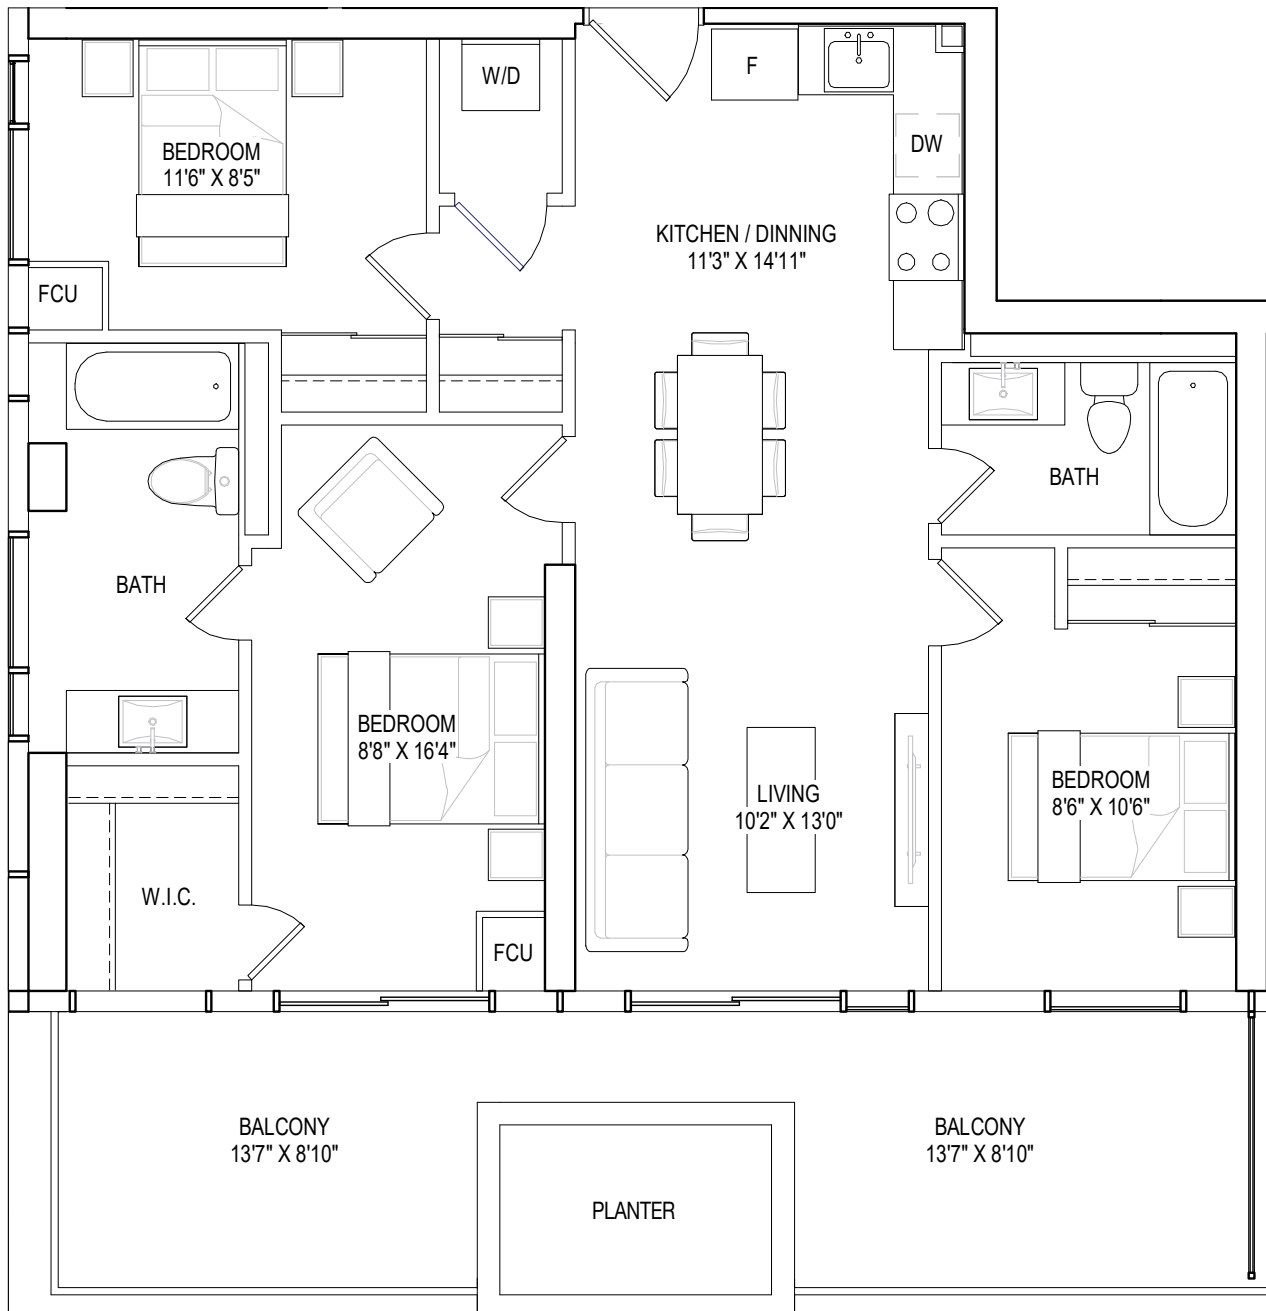 W/D
F
DW
BEDROOM
11'6" X 8'5"
KITCHEN / DINNING
11'3" X 14'11"
FCU
BATH
BATH
BEDROOM
8'8" X 16'4"
LIVING
10'2" X 13'0"
BEDROOM
8'6" X 10'6"
W.I.C.
FCU
BALCONY
13'7" X 8'10"
BALCONY
13'7" X 8'10"
PLANTER